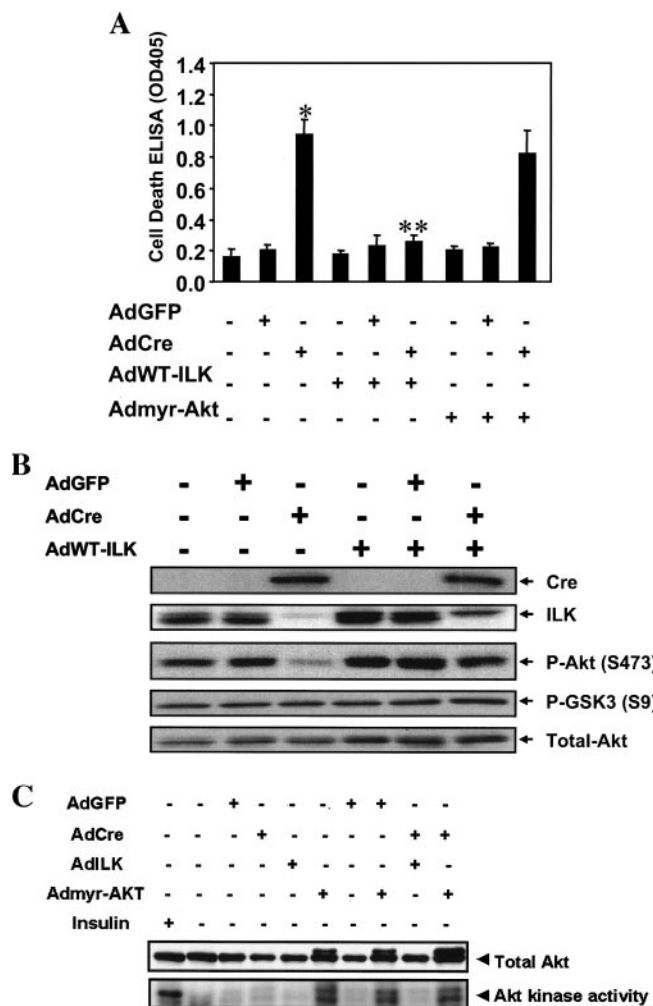 A
Cell Death ELISA (OD405)
1.4
1.2
1.0
0.8
0.6
0.4
0.2
0.0
*
**
AdGFP - + - - + - - + -
AdCre - - + - - + - - +
AdWT-ILK - - - + + + - - -
Admyr-Akt - - - - - - + + +
B
AdGFP - + - - + -
AdCre - - + - - +
AdWT-ILK - - - + + +
Cre
ILK
P-Akt (S473)
P-GSK3 (S9)
Total-Akt
C
AdGFP - - + - - - + + - -
AdCre - - - + - - - - + +
AdILK - - - - + - - - + -
Admyr-AKT - - - - - + - + - +
Insulin + - - - - - - - - -
Total Akt
Akt kinase activity